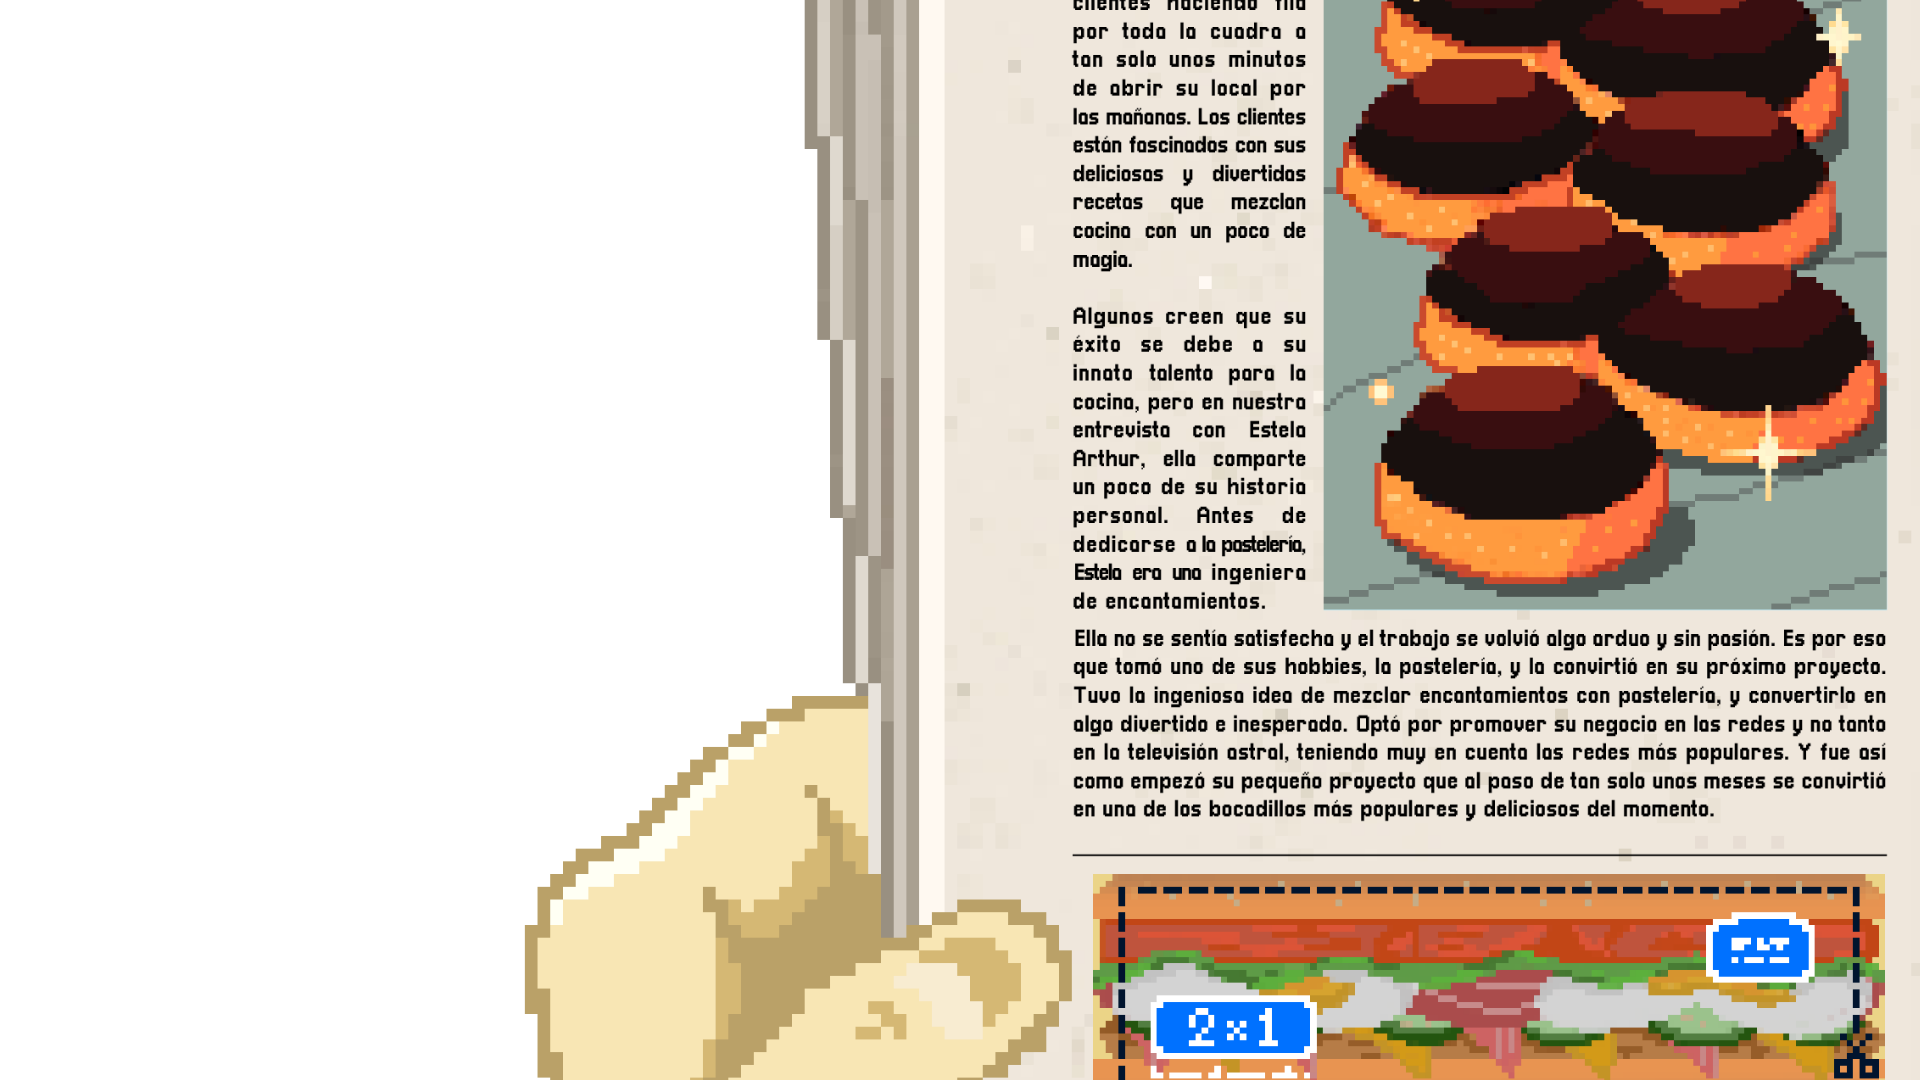 clientes haciendo fila
por toda la cuadra a
tan solo unos minutos
de abrir su local por
las mañanas. Los clientes
están fascinados con sus
deliciosas y divertidas
recetas que mezclan
cocina con un poco de
magia.
Algunos creen que su
éxito se debe a su
innato talento para la
cocina, pero en nuestra
entrevista con Estela
Arthur, ella comparte
un poco de su historia
personal. Antes de
dedicarse a la pastelería,
Estela era una ingeniera
de encantamientos.
Ella no se sentía satisfecha y el trabajo se volvió algo arduo y sin pasión. Es por eso
que tomó uno de sus hobbies, la pastelería, y la convirtió en su próximo proyecto.
Tuvo la ingeniosa idea de mezclar encantamientos con pastelería, y convertirlo en
algo divertido e inesperado. Optó por promover su negocio en las redes y no tanto
en la televisión astral, teniendo muy en cuenta las redes más populares. Y fue así
como empezó su pequeño proyecto que al paso de tan solo unos meses se convirtió
en una de los bocadillos más populares y deliciosos del momento.
2x1